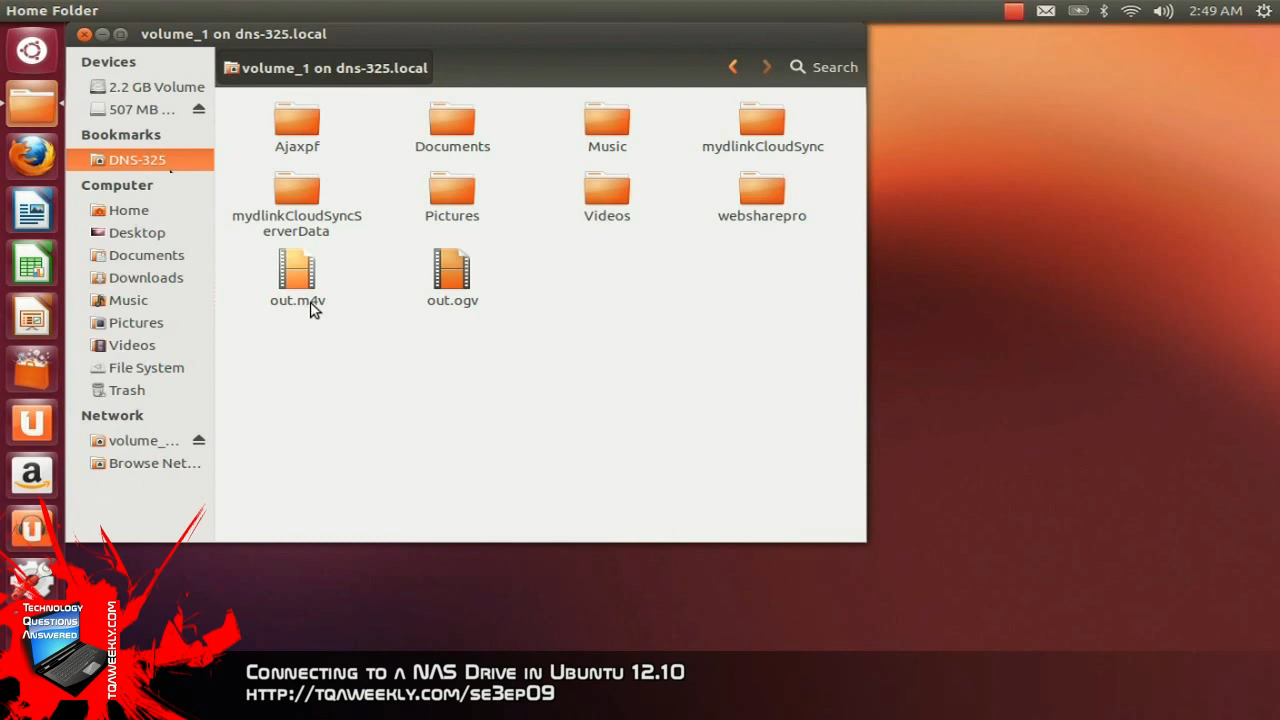 Home Folder
2:49 AM
volume_1 on dns-325.local
Devices
2.2 GB Volume
507 MB ...
Bookmarks
DNS-325
Computer
Home
Desktop
Documents
Downloads
Music
Pictures
Videos
File System
Trash
Network
volume_...
Browse Net...
volume_1 on dns-325.local
Search
Ajaxpf
Documents
Music
mydlinkCloudSync
mydlinkCloudSyncS
erverData
Pictures
Videos
websharepro
out.m4v
out.ogv
Technology
Questions
Answered
TQAWEEKLY.COM
Connecting to a NAS Drive in Ubuntu 12.10
http://tqaweekly.com/se3ep09